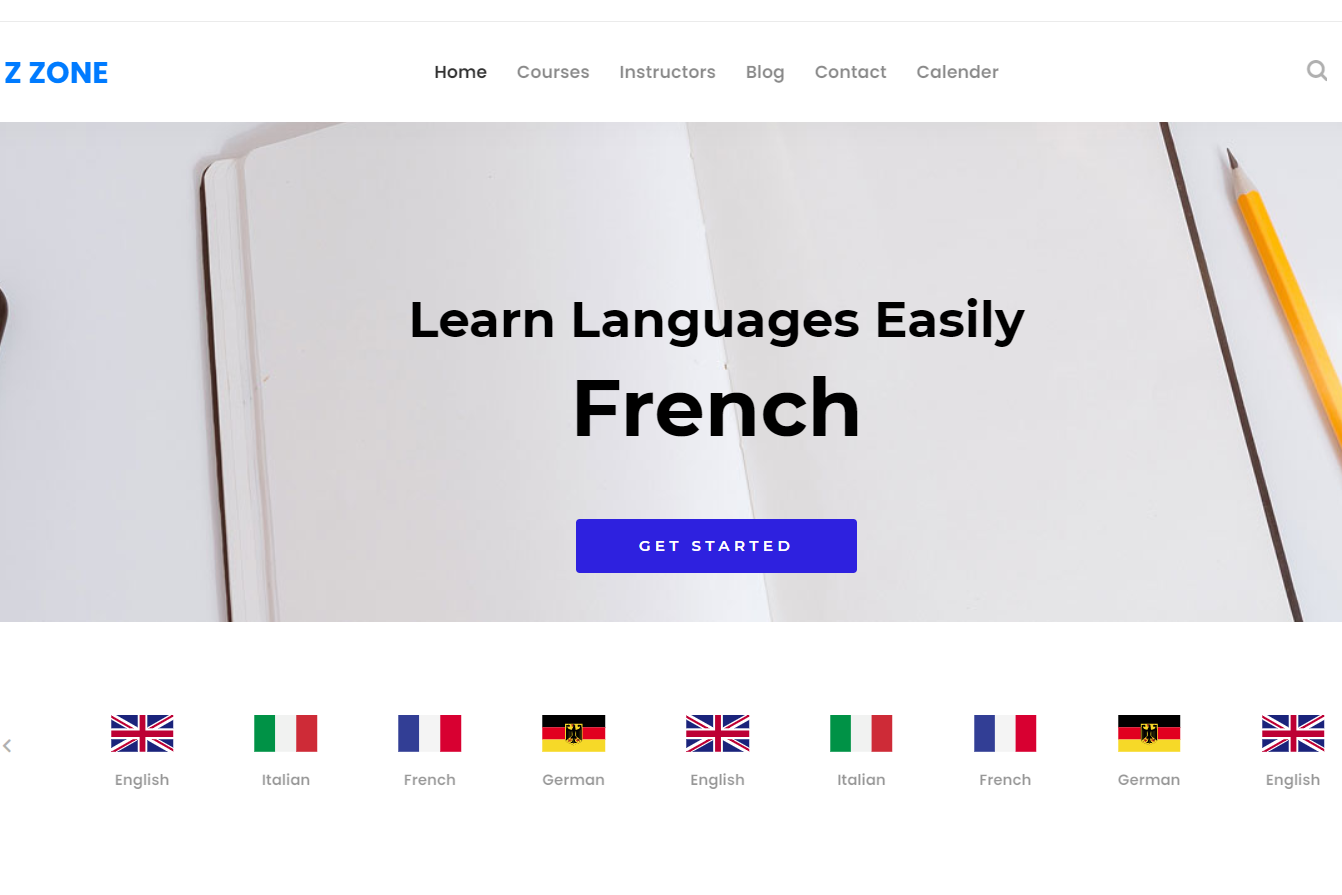 Z ZONE
Home Courses Instructors Blog Contact Calender
Learn Languages Easily
French
GET STARTED
English Italian French German English Italian French German English